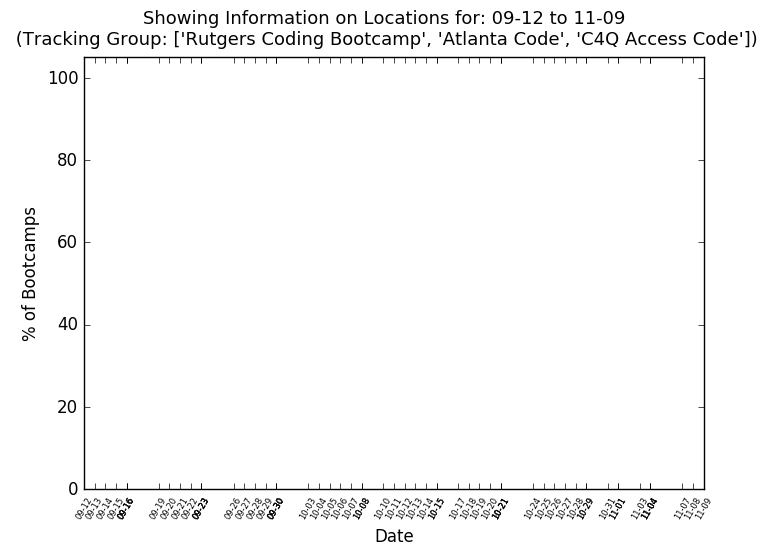 Showing Information on Locations for: 09-12 to 11-09
(Tracking Group: ['Rutgers Coding Bootcamp', 'Atlanta Code', 'C4Q Access Code'])
100
80
60
40
20
0
% of Bootcamps
09-12 09-13 09-14 09-15 09-16 09-19 09-20 09-21 09-22 09-23 09-26 09-27 09-28 09-29 09-30 10-03 10-04 10-05 10-06 10-07 10-08 10-10 10-11 10-12 10-13 10-14 10-15 10-17 10-18 10-19 10-20 10-21 10-24 10-25 10-26 10-27 10-28 10-29 10-31 11-01 11-03 11-04 11-07 11-08 11-09
Date